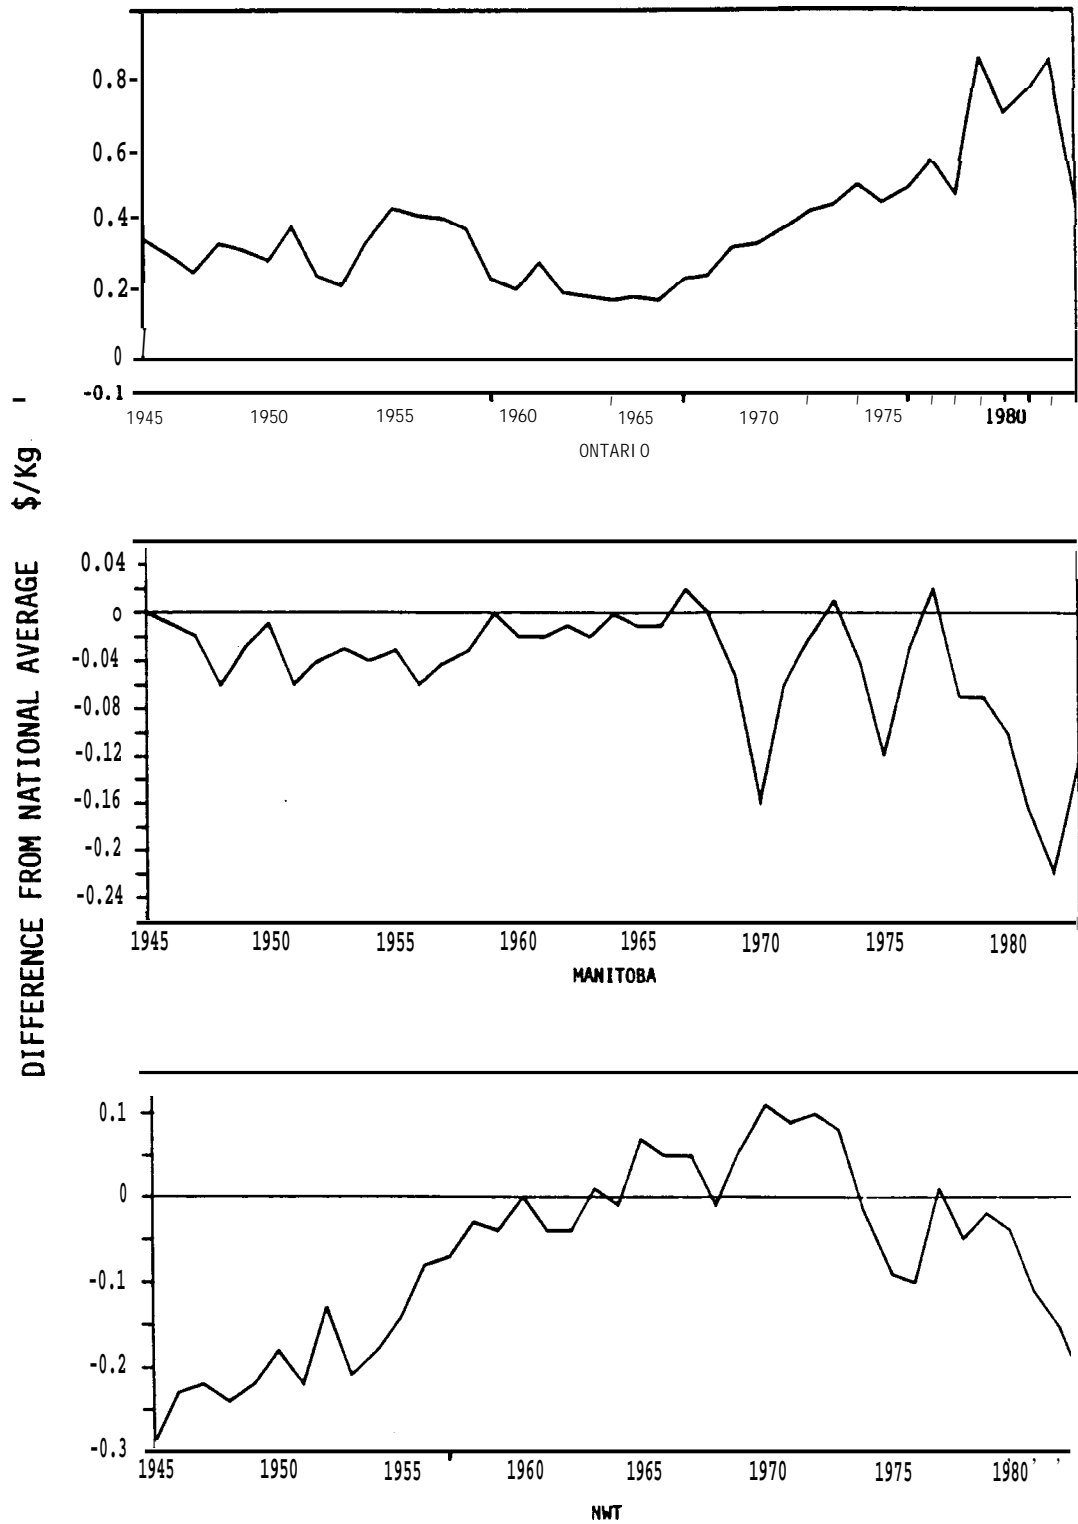 DIFFERENCE FROM NATIONAL AVERAGE $/Kg
0.8
0.6
0.4
0.2
0
-0.1
1945 1950 1955 1960 1965 1970 1975 1980
ONTARIO
0.04
0
-0.04
-0.08
-0.12
-0.16
-0.2
-0.24
1945 1950 1955 1960 1965 1970 1975 1980
MANITOBA
0.1
0
-0.1
-0.2
-0.3
1945 1950 1955 1960 1965 1970 1975 1980
NWT